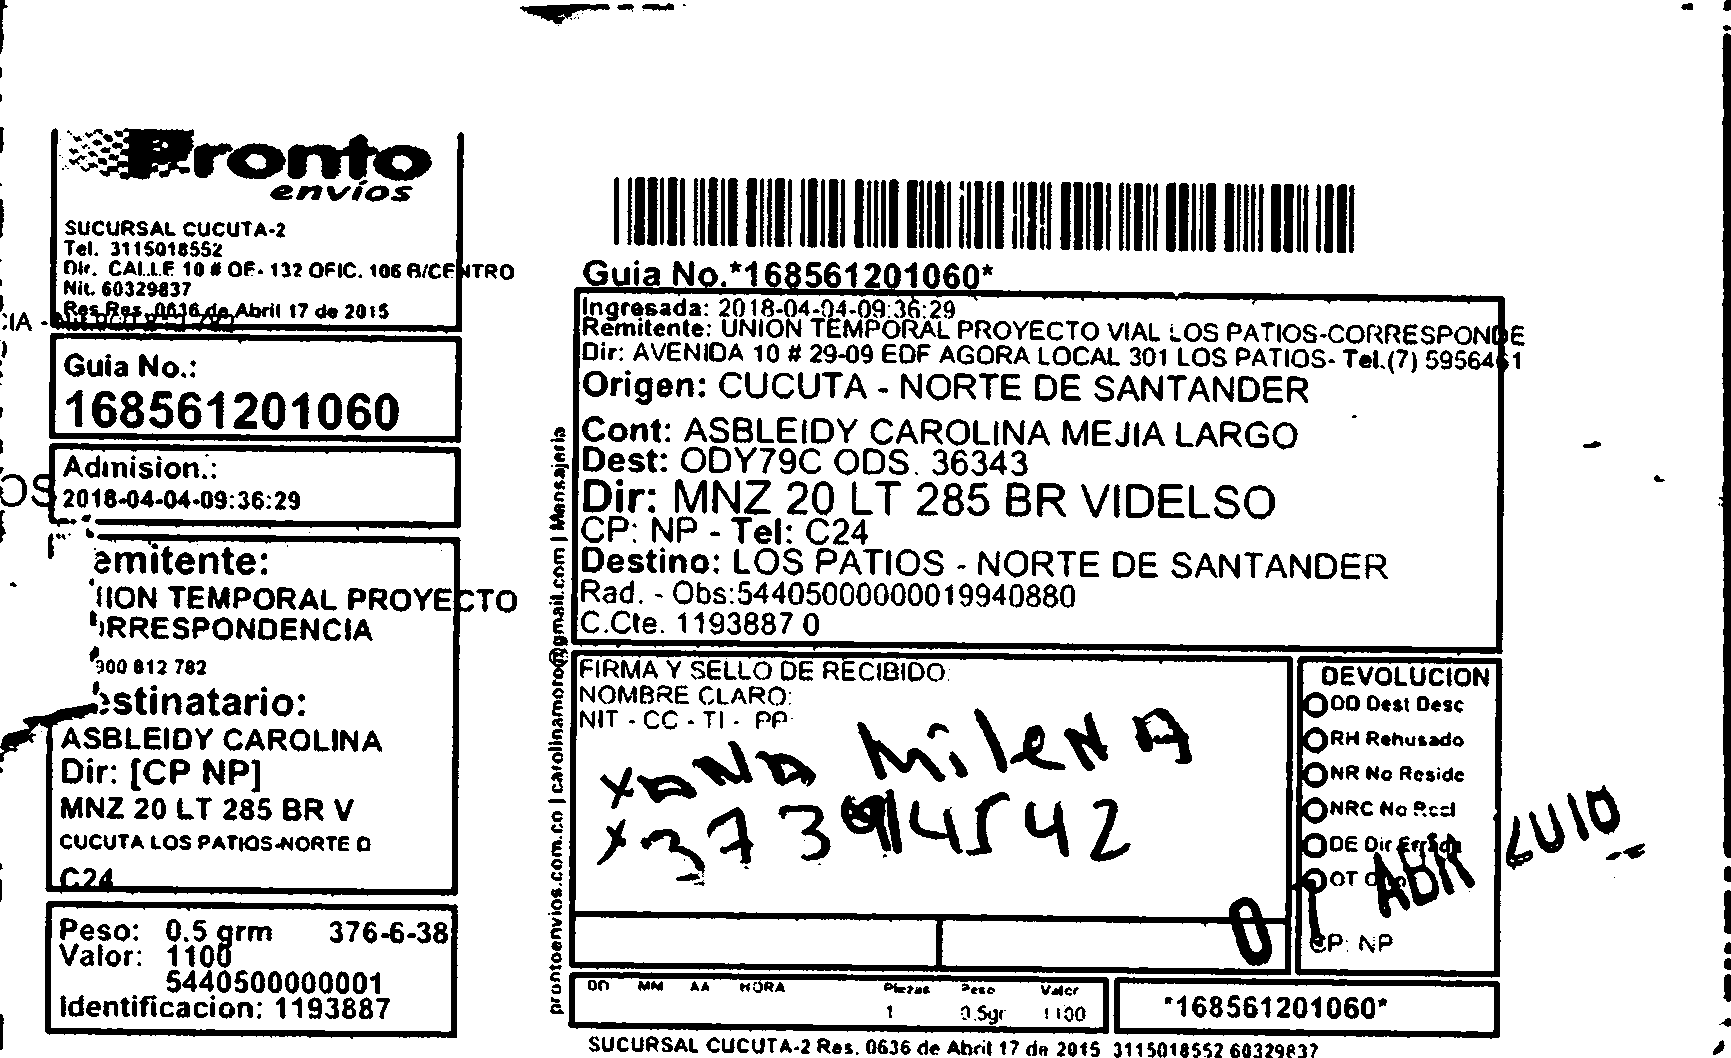 Pronto
envíos
SUCURSAL CUCUTA-2
Tel. 3115018552
Dir. CALLE 10 # OE- 132 OFIC. 106 B/CENTRO
Nit. 60329837
Res Res. 0636 de Abril 17 de 2015
Guia No.:
168561201060
Admision.:
2018-04-04-09:36:29
emitente:
ION TEMPORAL PROYECTO
RRESPONDENCIA
900 812 782
estinatario:
ASBLEIDY CAROLINA
Dir: [CP NP]
MNZ 20 LT 285 BR V
CUCUTA LOS PATIOS-NORTE D
C24
Peso: 0.5 grm 376-6-38
Valor: 1100
5440500000001
Identificacion: 1193887
prontoenvios.com.co | carolinamoro@gmail.com | Mensajeria
Guia No.*168561201060*
Ingresada: 2018-04-04-09:36:29
Remitente: UNION TEMPORAL PROYECTO VIAL LOS PATIOS-CORRESPONDE
Dir: AVENIDA 10 # 29-09 EDF AGORA LOCAL 301 LOS PATIOS- Tel.(7) 5956461
Origen: CUCUTA - NORTE DE SANTANDER
Cont: ASBLEIDY CAROLINA MEJIA LARGO
Dest: ODY79C ODS. 36343
Dir: MNZ 20 LT 285 BR VIDELSO
CP: NP - Tel: C24
Destino: LOS PATIOS - NORTE DE SANTANDER
Rad. - Obs:54405000000019940880
C.Cte. 1193887 0
FIRMA Y SELLO DE RECIBIDO:
NOMBRE CLARO:
NIT - CC - TI - PP:
x ANA MileNA
x 37394542
DEVOLUCION
DD Dest Desc
RH Rehusado
NR No Reside
NRC No Recl
DE Dir Errada
OT Otro
ABR
CP: NP
DD MM AA HORA Piezas Peso Valor
1 0.5gr 1100
*168561201060*
SUCURSAL CUCUTA-2 Res. 0636 de Abril 17 de 2015 3115018552 60329837